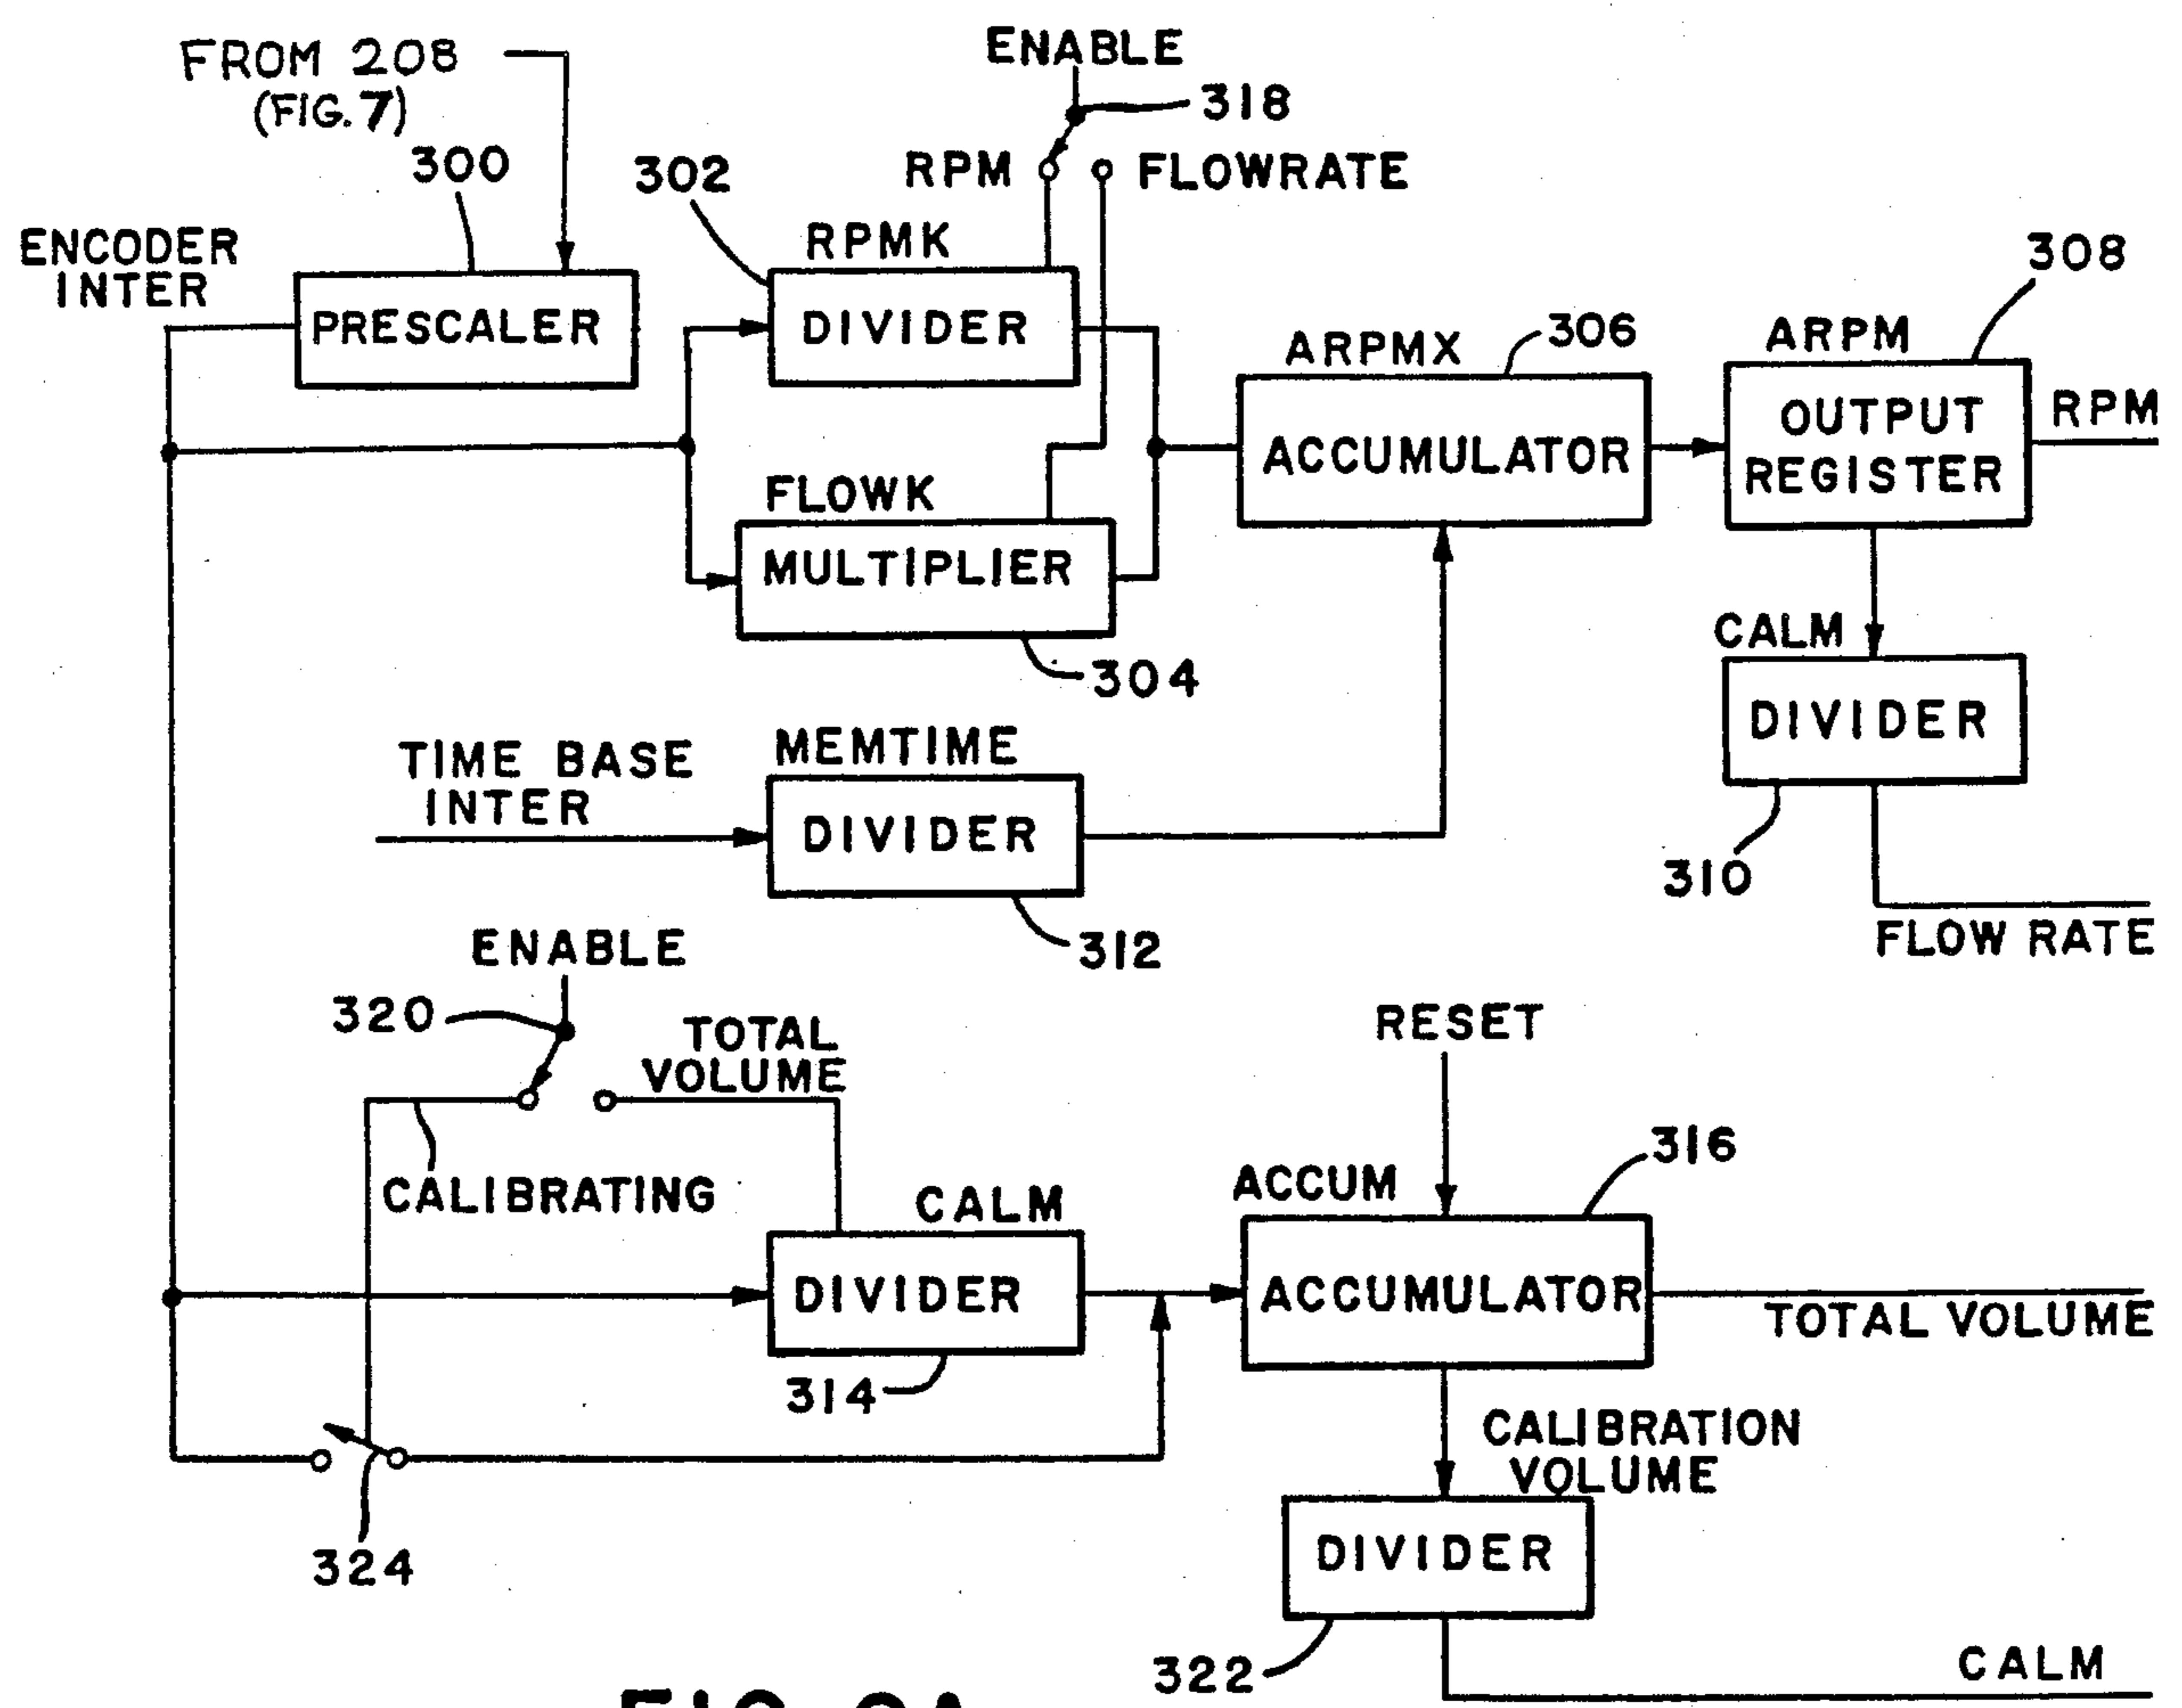 FROM 208
(FIG. 7)
ENABLE
318
300
302
RPM
FLOWRATE
ENCODER
INTER
RPMK
308
PRESCALER
DIVIDER
ARPMX
306
ARPM
OUTPUT
REGISTER
RPM
ACCUMULATOR
FLOWK
MULTIPLIER
304
CALM
DIVIDER
TIME BASE
INTER
MEMTIME
DIVIDER
310
312
FLOW RATE
ENABLE
320
TOTAL
VOLUME
RESET
316
CALIBRATING
CALM
ACCUM
DIVIDER
ACCUMULATOR
TOTAL VOLUME
314
CALIBRATION
VOLUME
324
DIVIDER
322
CALM